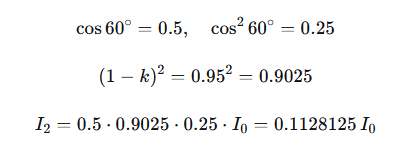 cos 60° = 0.5, cos² 60° = 0.25
(1 − k)² = 0.95² = 0.9025
I₂ = 0.5 · 0.9025 · 0.25 · I₀ = 0.1128125 I₀